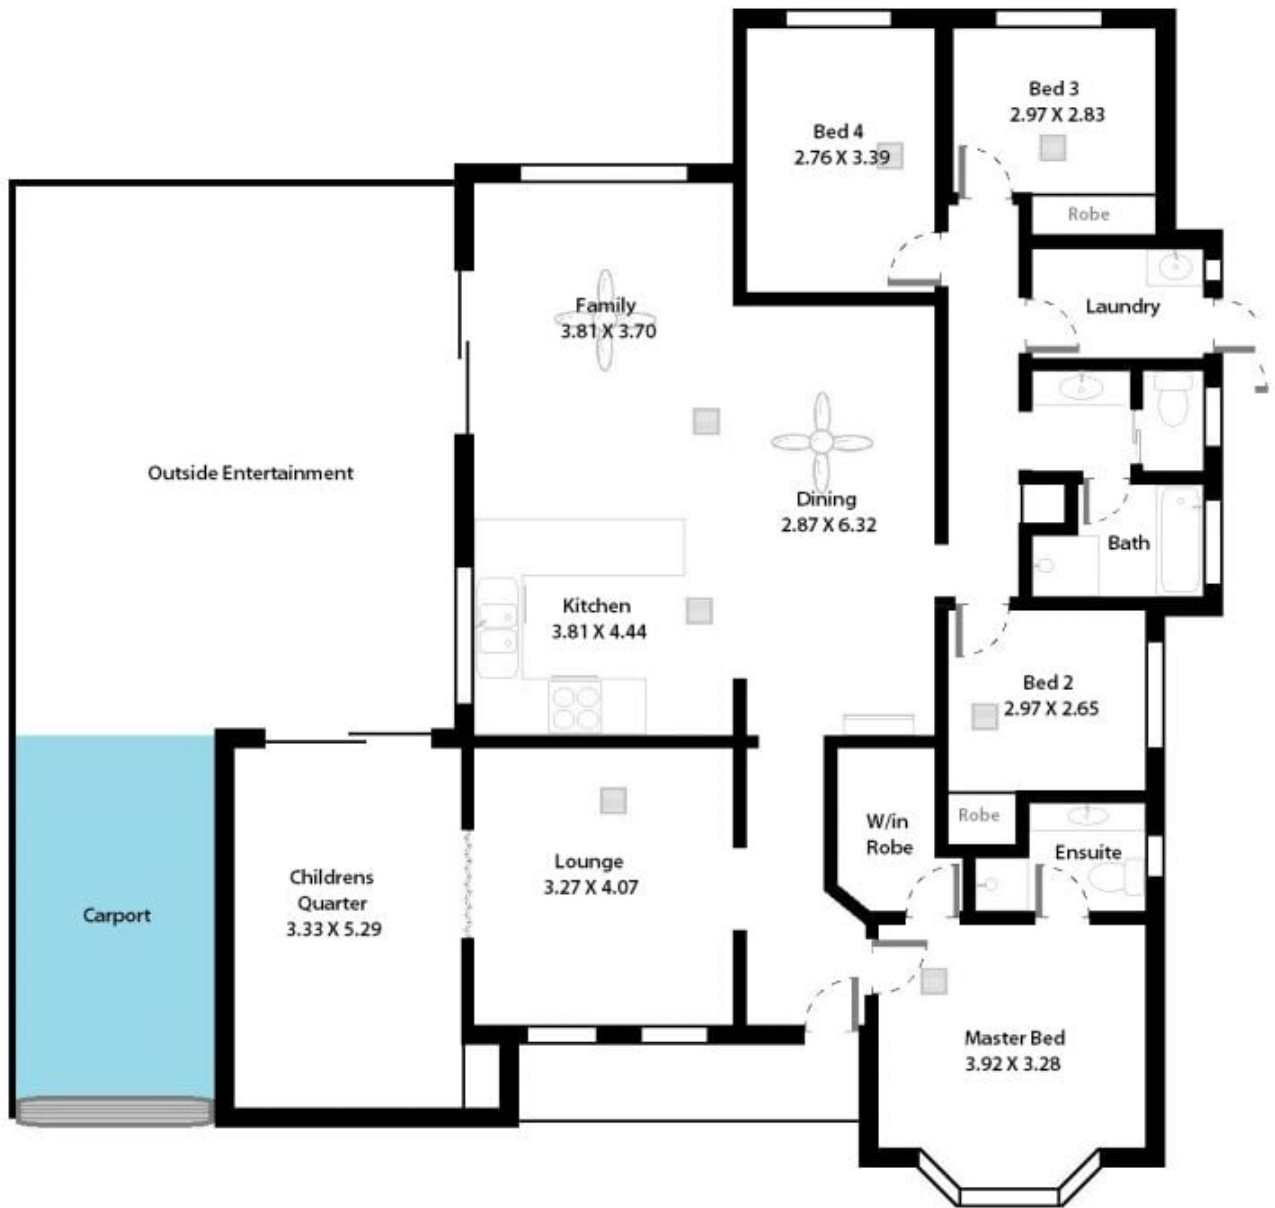 Bed 3
2.97 X 2.83
Bed 4
2.76 X 3.39
Robe
Laundry
Family
3.81 X 3.70
Outside Entertainment
Dining
2.87 X 6.32
Bath
Kitchen
3.81 X 4.44
Bed 2
2.97 X 2.65
Robe
W/in
Robe
Ensuite
Lounge
3.27 X 4.07
Childrens
Quarter
3.33 X 5.29
Carport
Master Bed
3.92 X 3.28